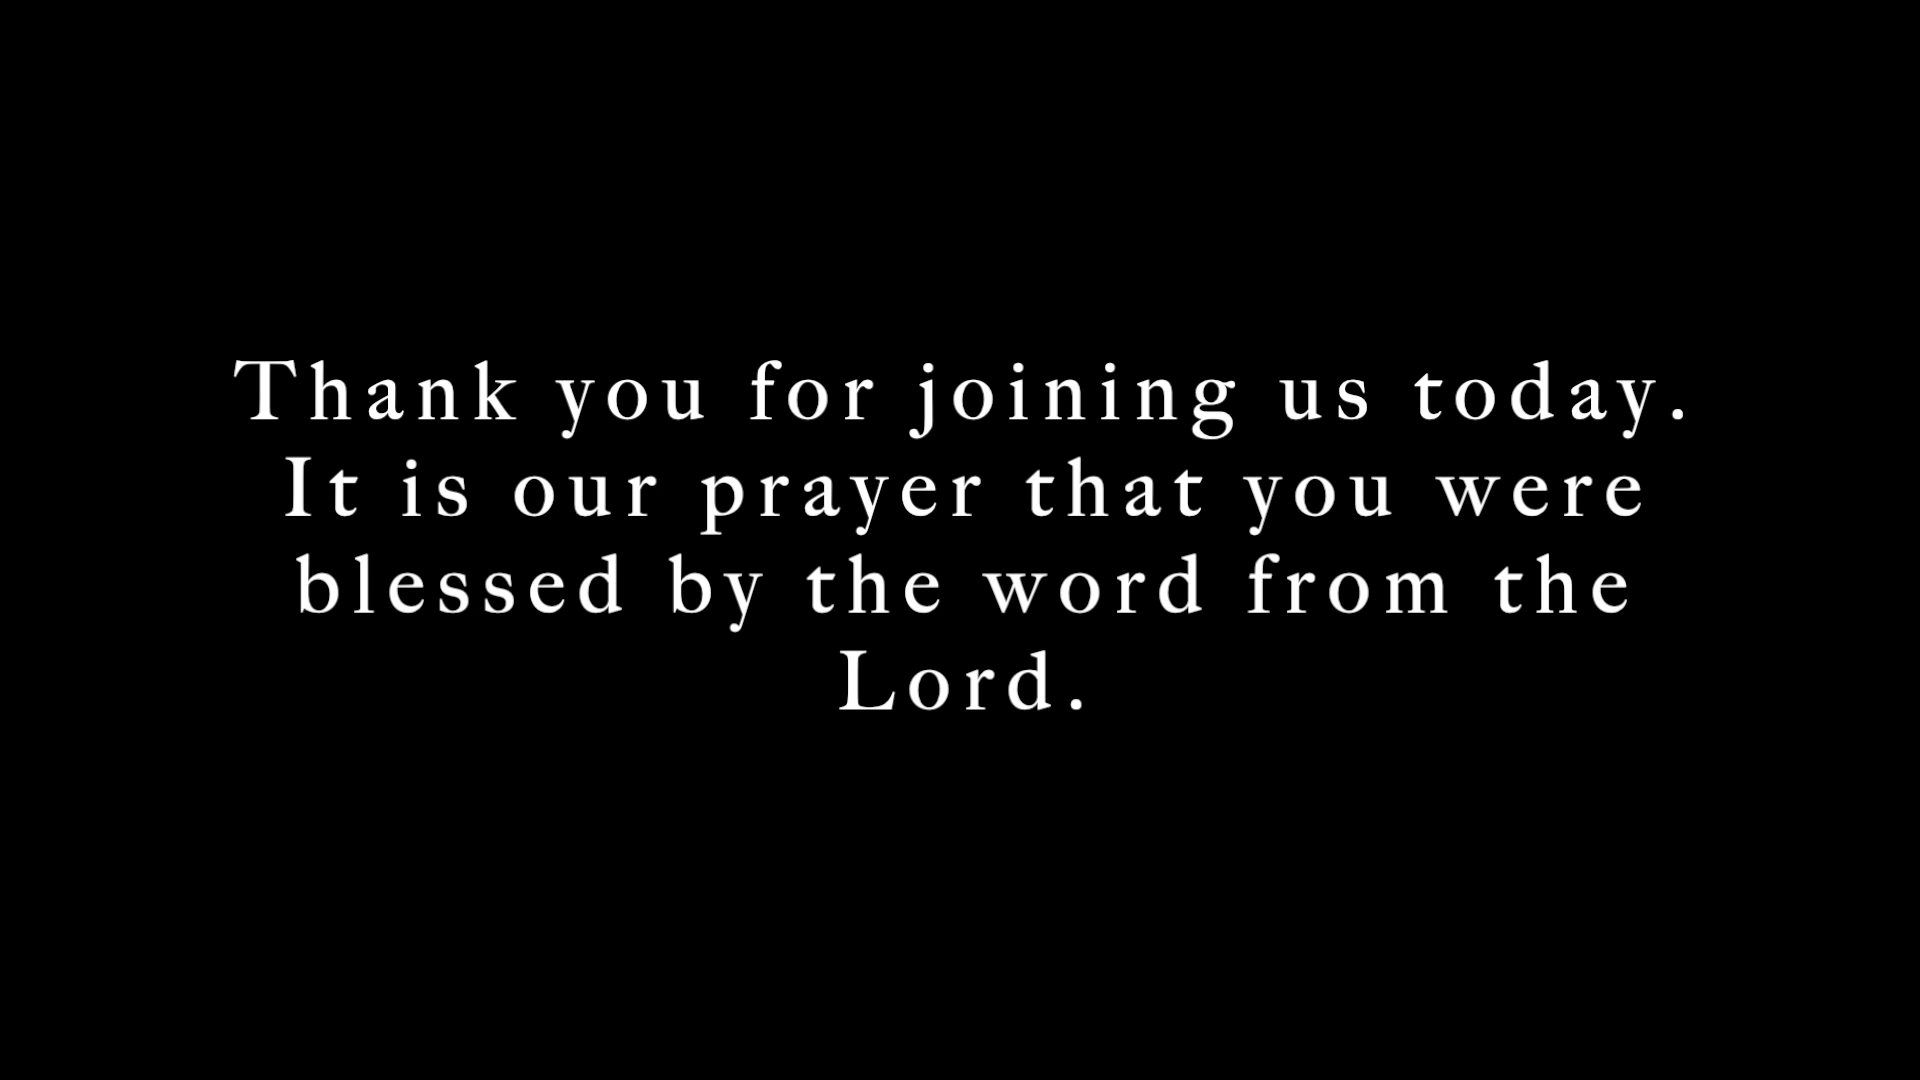 Thank you for joining us today.
It is our prayer that you were
blessed by the word from the
Lord.